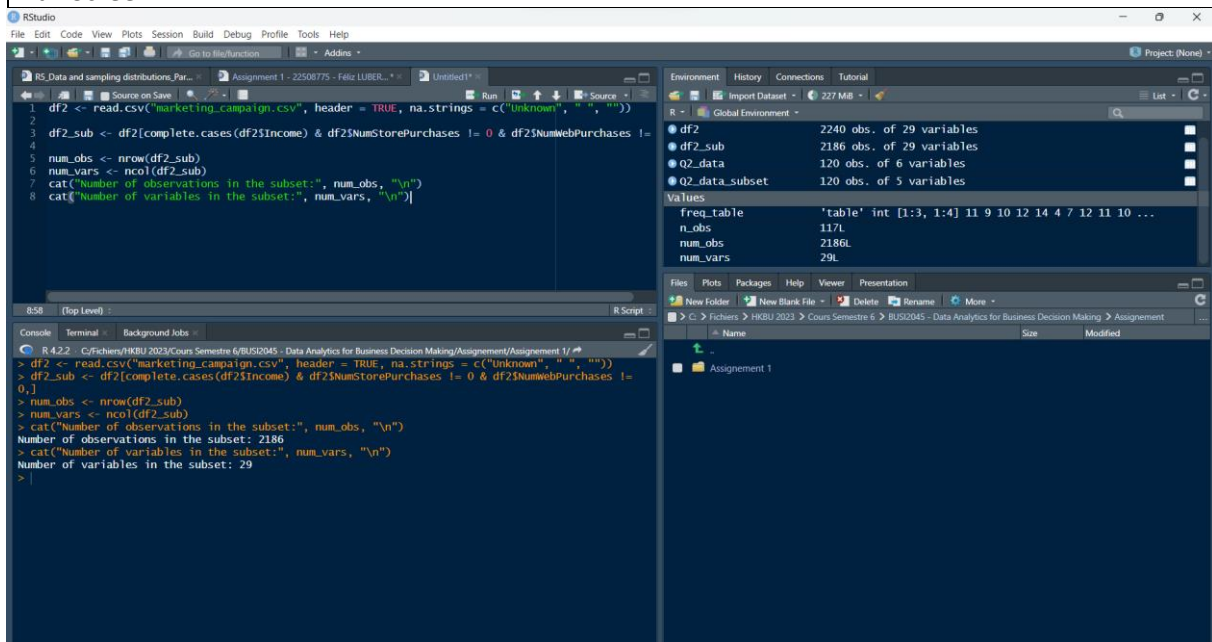 RStudio
File Edit Code View Plots Session Build Debug Profile Tools Help
Go to file/function Addins Project: (None)
R5_Data and sampling distributions_Par... Assignment 1 - 22508775 - Féliz LUBER...* Untitled1*
Source on Save Run Source
1 df2 <- read.csv("marketing_campaign.csv", header = TRUE, na.strings = c("Unknown", " ", ""))
2
3 df2_sub <- df2[complete.cases(df2$Income) & df2$NumStorePurchases != 0 & df2$NumWebPurchases !=
4
5 num_obs <- nrow(df2_sub)
6 num_vars <- ncol(df2_sub)
7 cat("Number of observations in the subset:", num_obs, "\n")
8 cat("Number of variables in the subset:", num_vars, "\n")
8:58 (Top Level) R Script
Console Terminal Background Jobs
R 4.2.2 C:/Fichiers/HKBU 2023/Cours Semestre 6/BUSI2045 - Data Analytics for Business Decision Making/Assignement/Assignement 1/
> df2 <- read.csv("marketing_campaign.csv", header = TRUE, na.strings = c("Unknown", " ", ""))
> df2_sub <- df2[complete.cases(df2$Income) & df2$NumStorePurchases != 0 & df2$NumWebPurchases !=
0,]
> num_obs <- nrow(df2_sub)
> num_vars <- ncol(df2_sub)
> cat("Number of observations in the subset:", num_obs, "\n")
Number of observations in the subset: 2186
> cat("Number of variables in the subset:", num_vars, "\n")
Number of variables in the subset: 29
>
Environment History Connections Tutorial
Import Dataset 227 MiB List
R Global Environment
df2 2240 obs. of 29 variables
df2_sub 2186 obs. of 29 variables
Q2_data 120 obs. of 6 variables
Q2_data_subset 120 obs. of 5 variables
Values
freq_table 'table' int [1:3, 1:4] 11 9 10 12 14 4 7 12 11 10 ...
n_obs 117L
num_obs 2186L
num_vars 29L
Files Plots Packages Help Viewer Presentation
New Folder New Blank File Delete Rename More
C: > Fichiers > HKBU 2023 > Cours Semestre 6 > BUSI2045 - Data Analytics for Business Decision Making > Assignement
Name Size Modified
..
Assignement 1